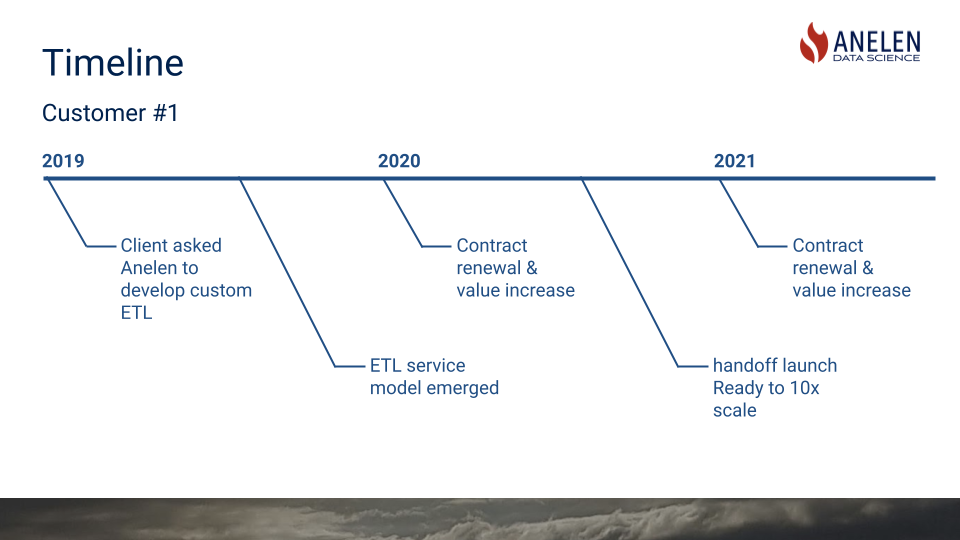 ANELEN
DATA SCIENCE
Timeline
Customer #1
2019
2020
2021
Client asked
Anelen to
develop custom
ETL
Contract
renewal &
value increase
Contract
renewal &
value increase
ETL service
model emerged
handoff launch
Ready to 10x
scale